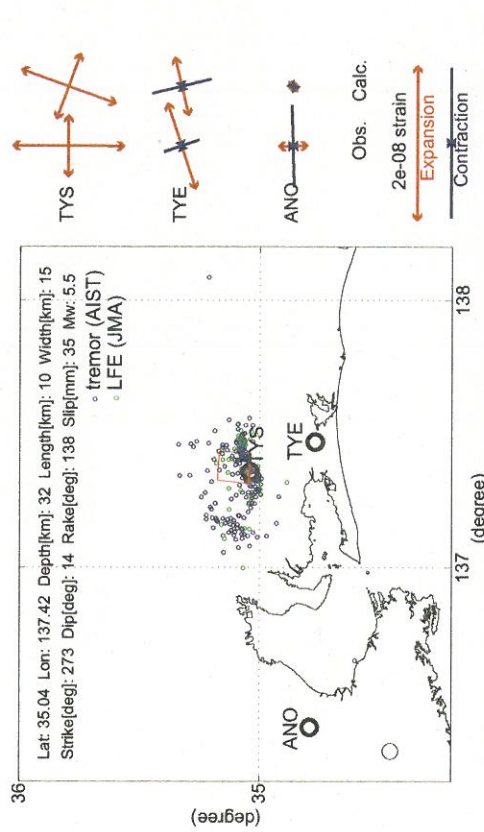 Lat: 35.04 Lon: 137.42 Depth[km]: 32 Length[km]: 10 Width[km]: 15
Strike[deg]: 273 Dip[deg]: 14 Rake[deg]: 138 Slip[mm]: 35 Mw: 5.5
tremor (AIST)
LFE (JMA)
36
35
(degree)
TYS
TYE
ANO
137
138
(degree)
TYS
TYE
ANO
Obs. Calc.
2e-08 strain
Expansion
Contraction